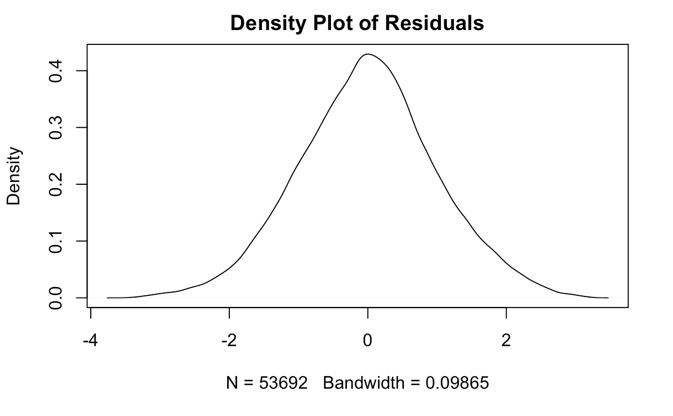 Density Plot of Residuals
Density
0.4
0.3
0.2
0.1
0.0
-4 -2 0 2
N = 53692 Bandwidth = 0.09865